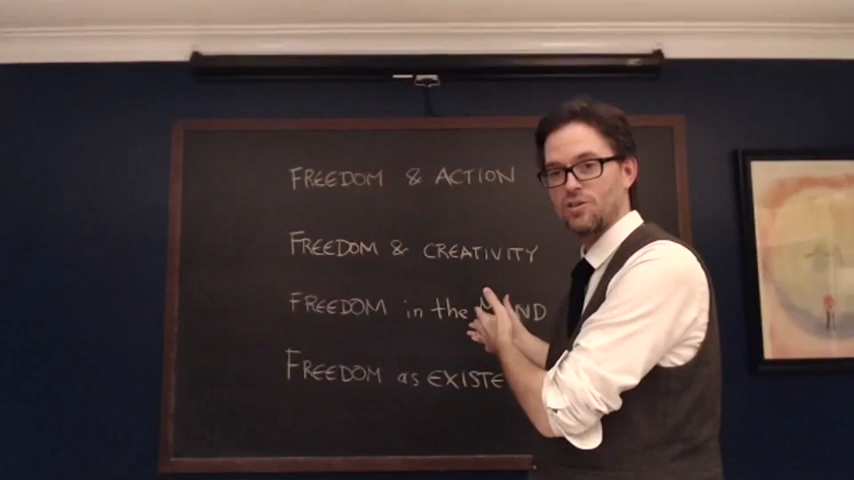 FREEDOM & ACTION
FREEDOM & CREATIVITY
FREEDOM in the
FREEDOM as